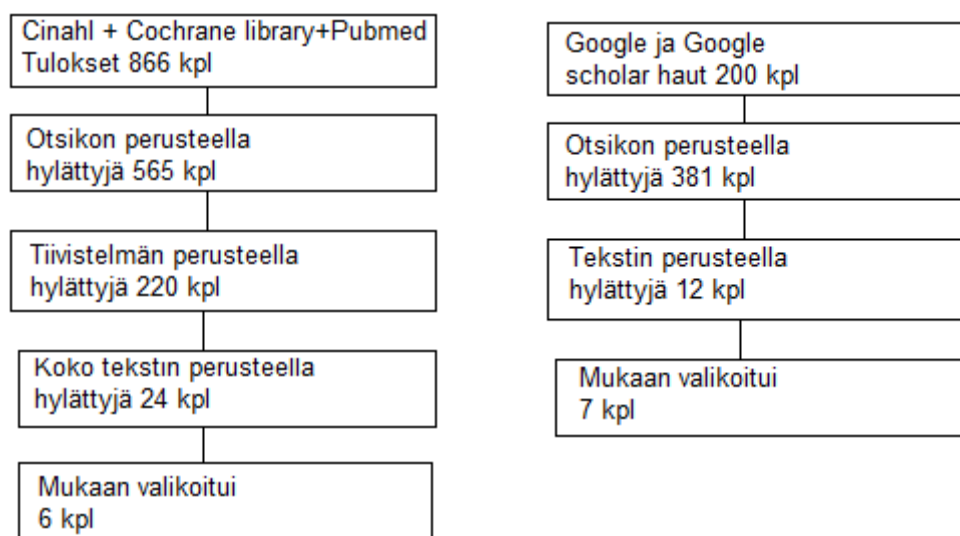 Cinahl + Cochrane library+Pubmed
Tulokset 866 kpl
Otsikon perusteella
hylättyjä 565 kpl
Tiivistelmän perusteella
hylättyjä 220 kpl
Koko tekstin perusteella
hylättyjä 24 kpl
Mukaan valikoitui
6 kpl
Google ja Google
scholar haut 200 kpl
Otsikon perusteella
hylättyjä 381 kpl
Tekstin perusteella
hylättyjä 12 kpl
Mukaan valikoitui
7 kpl